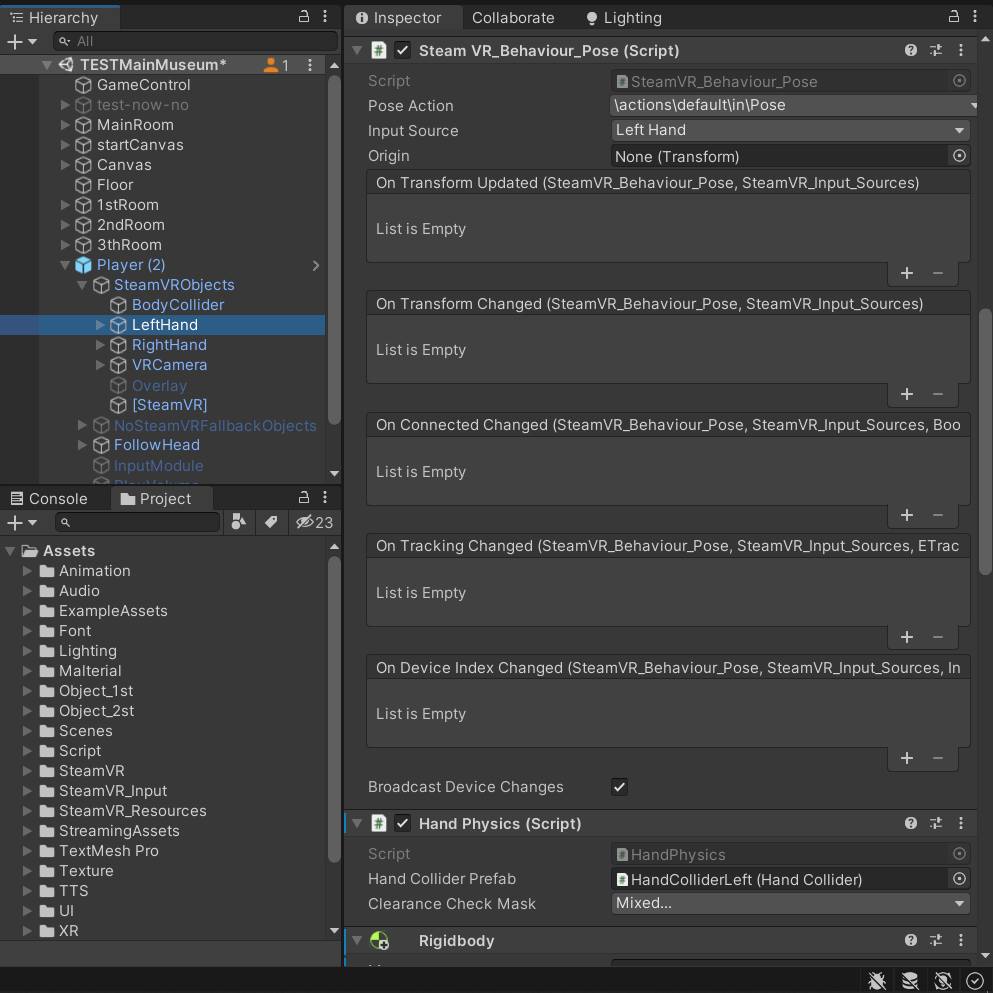 Hierarchy
All
TESTMainMuseum*
1
GameControl
test-now-no
MainRoom
startCanvas
Canvas
Floor
1stRoom
2ndRoom
3thRoom
Player (2)
SteamVRObjects
BodyCollider
LeftHand
RightHand
VRCamera
Overlay
[SteamVR]
NoSteamVRFallbackObjects
FollowHead
InputModule
Console
Project
23
Assets
Animation
Audio
ExampleAssets
Font
Lighting
Malterial
Object_1st
Object_2st
Scenes
Script
SteamVR
SteamVR_Input
SteamVR_Resources
StreamingAssets
TextMesh Pro
Texture
TTS
UI
XR
Inspector
Collaborate
Lighting
Steam VR_Behaviour_Pose (Script)
Script
SteamVR_Behaviour_Pose
Pose Action
\actions\default\in\Pose
Input Source
Left Hand
Origin
None (Transform)
On Transform Updated (SteamVR_Behaviour_Pose, SteamVR_Input_Sources)
List is Empty
On Transform Changed (SteamVR_Behaviour_Pose, SteamVR_Input_Sources)
List is Empty
On Connected Changed (SteamVR_Behaviour_Pose, SteamVR_Input_Sources, Boo
List is Empty
On Tracking Changed (SteamVR_Behaviour_Pose, SteamVR_Input_Sources, ETrac
List is Empty
On Device Index Changed (SteamVR_Behaviour_Pose, SteamVR_Input_Sources, In
List is Empty
Broadcast Device Changes
Hand Physics (Script)
Script
HandPhysics
Hand Collider Prefab
HandColliderLeft (Hand Collider)
Clearance Check Mask
Mixed...
Rigidbody